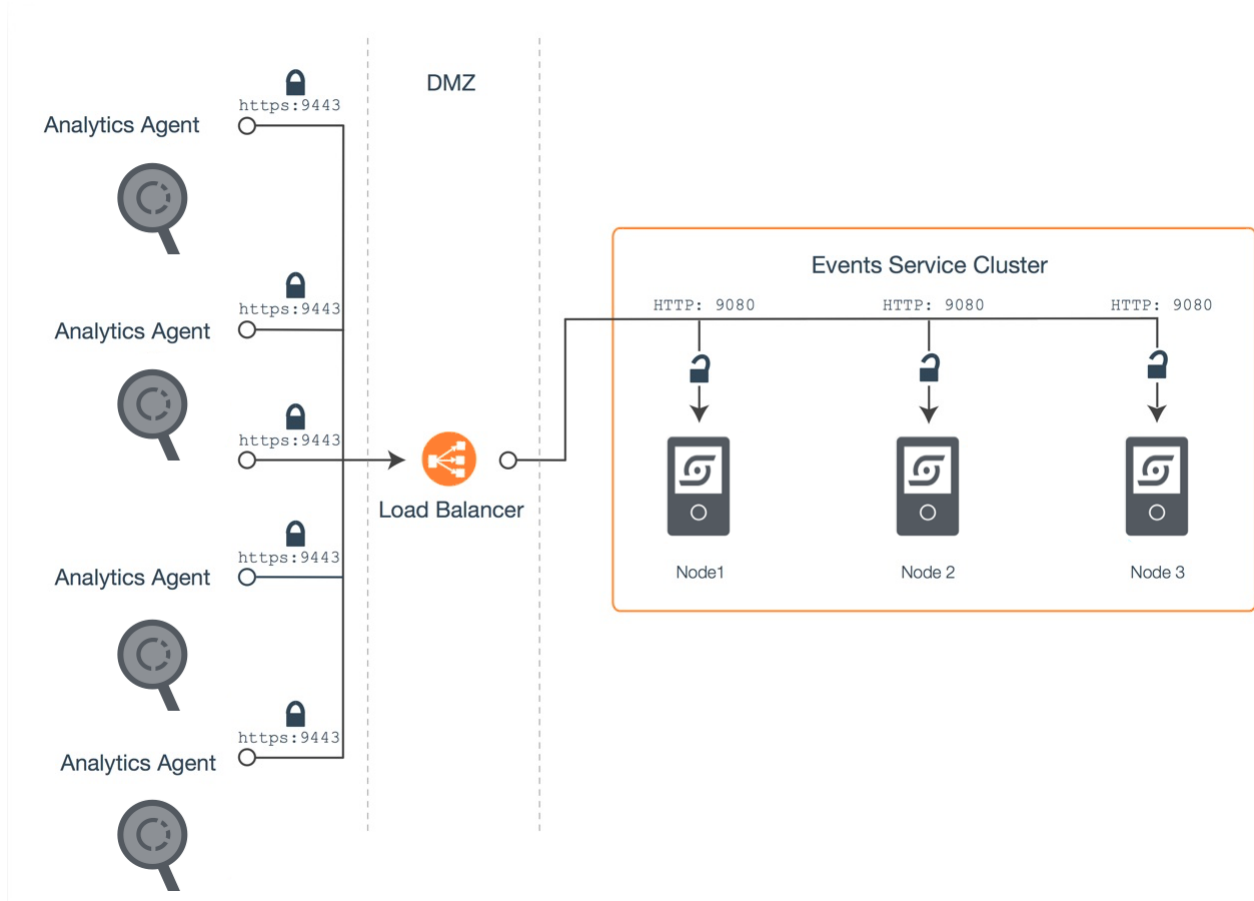 DMZ
https:9443
Analytics Agent
https:9443
Analytics Agent
https:9443
Load Balancer
https:9443
Analytics Agent
https:9443
Analytics Agent
Events Service Cluster
HTTP: 9080
HTTP: 9080
HTTP: 9080
Node1
Node 2
Node 3